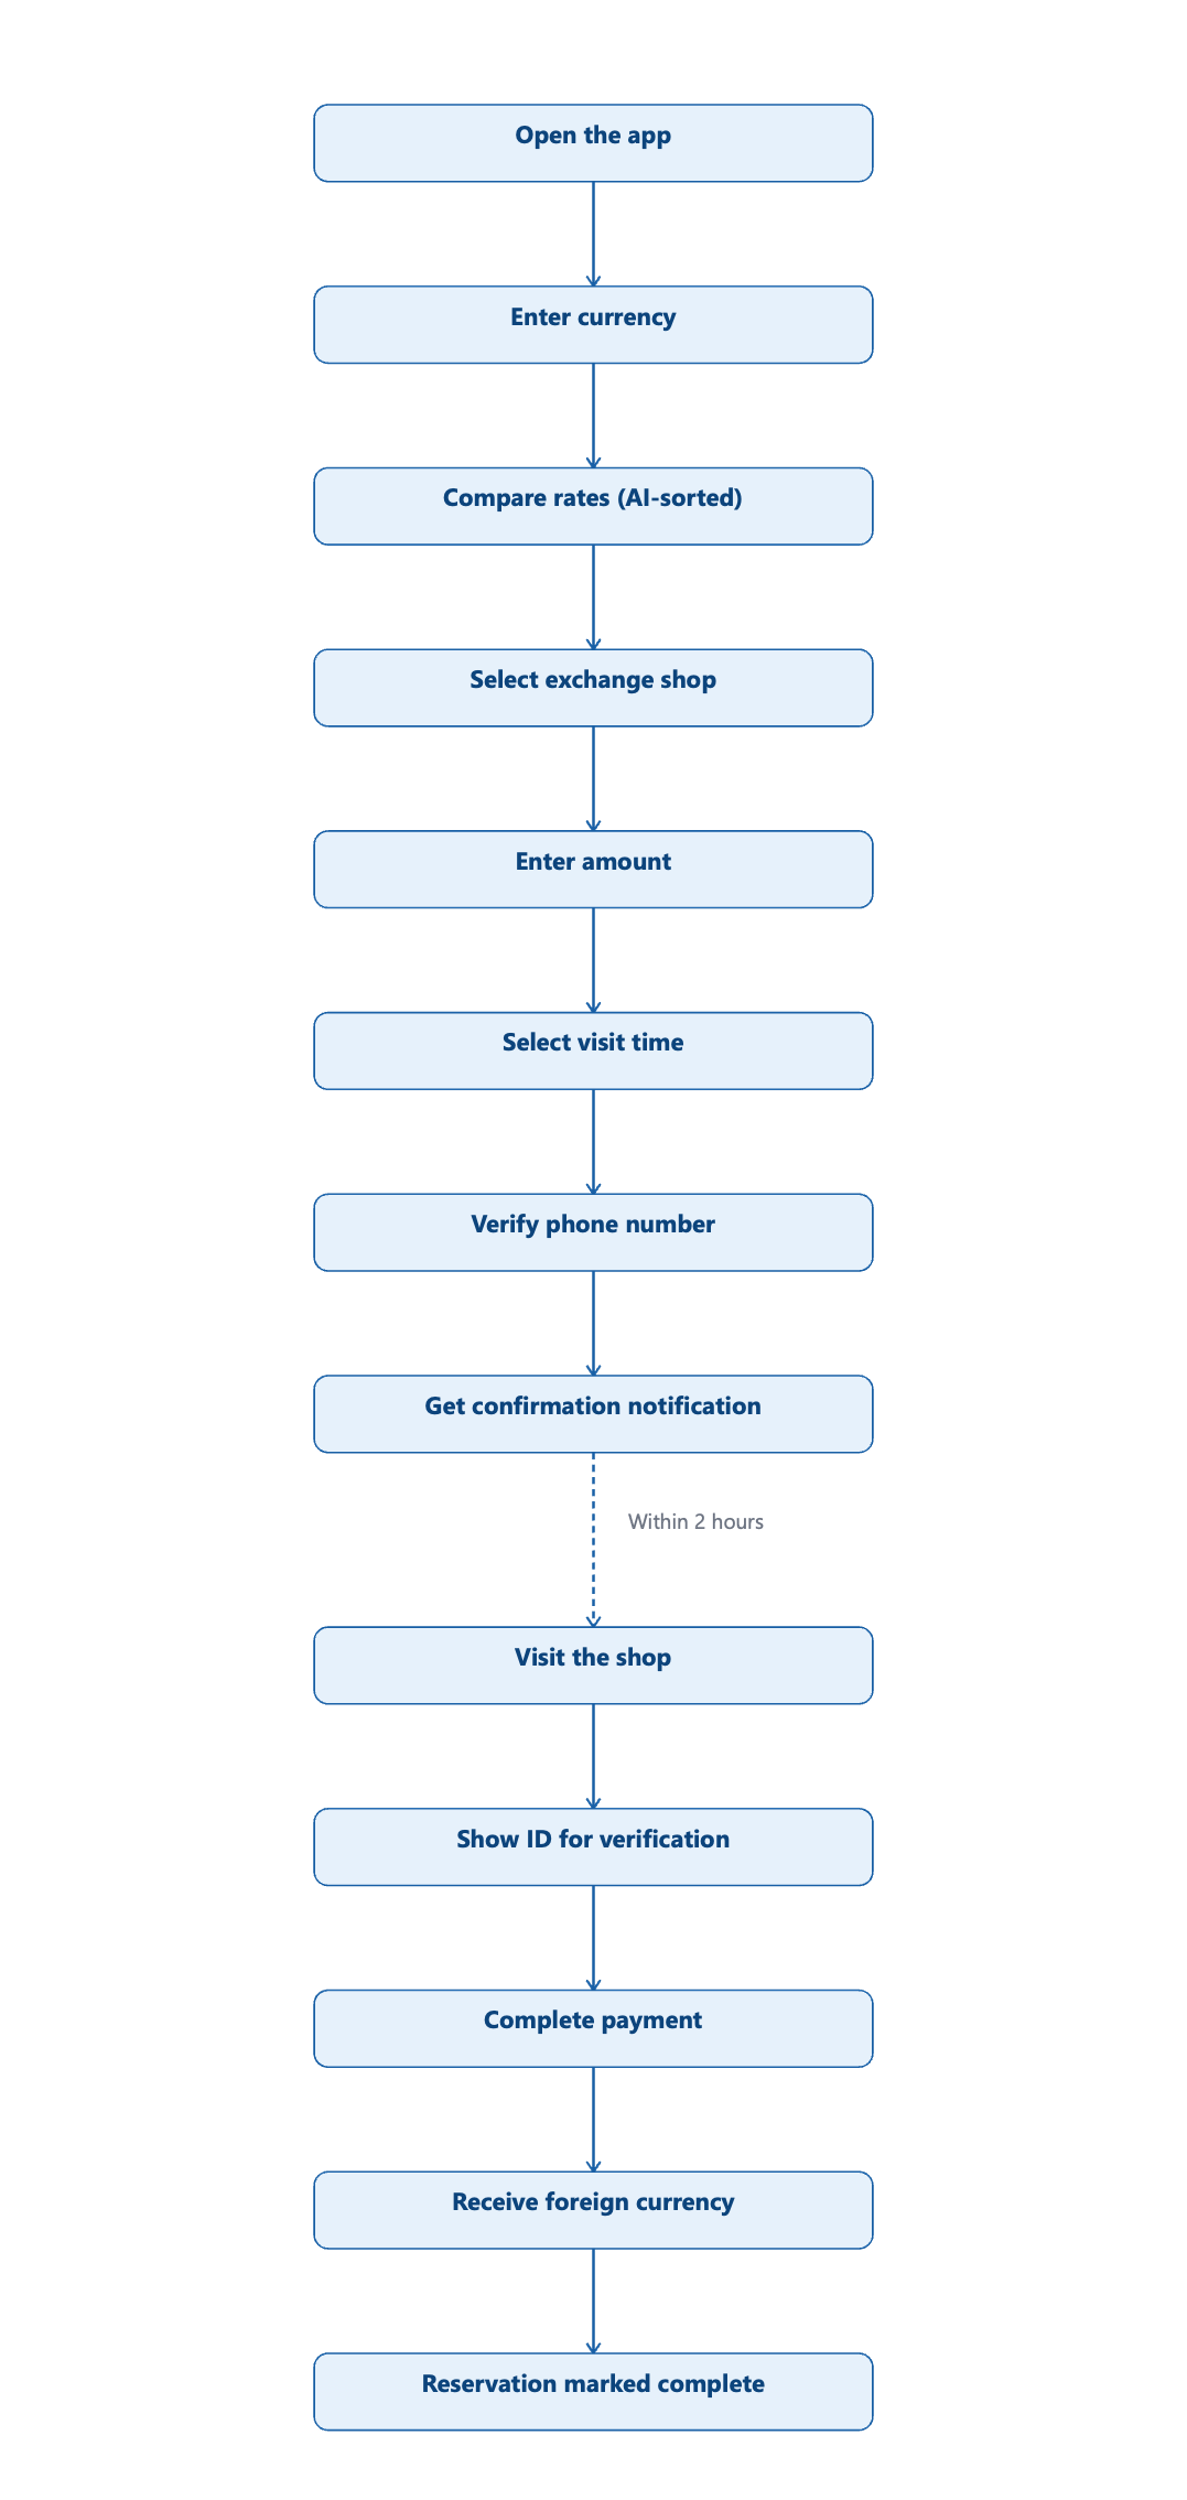 Open the app
Enter currency
Compare rates (AI-sorted)
Select exchange shop
Enter amount
Select visit time
Verify phone number
Get confirmation notification
Within 2 hours
Visit the shop
Show ID for verification
Complete payment
Receive foreign currency
Reservation marked complete